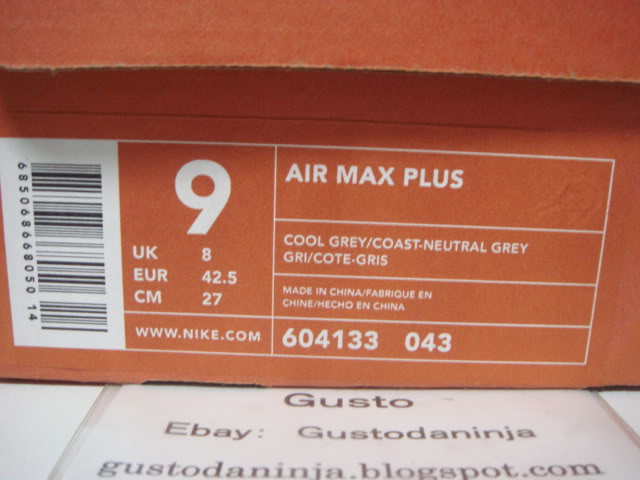 685068668050 14
9
UK 8
EUR 42.5
CM 27
WWW.NIKE.COM
AIR MAX PLUS
COOL GREY/COAST-NEUTRAL GREY
GRI/COTE-GRIS
MADE IN CHINA/FABRIQUE EN
CHINE/HECHO EN CHINA
604133 043
Gusto
Ebay: Gustodaninja
gustodaninja.blogspot.com